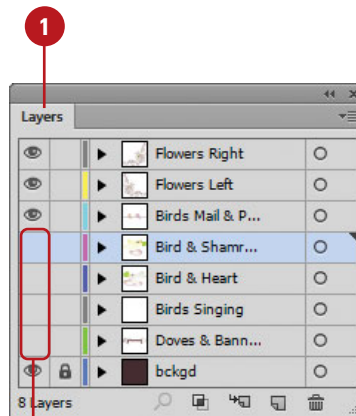 1
Layers
Flowers Right
Flowers Left
Birds Mail & P...
Bird & Shamr...
Bird & Heart
Birds Singing
Doves & Bann...
bckgd
8 Layers